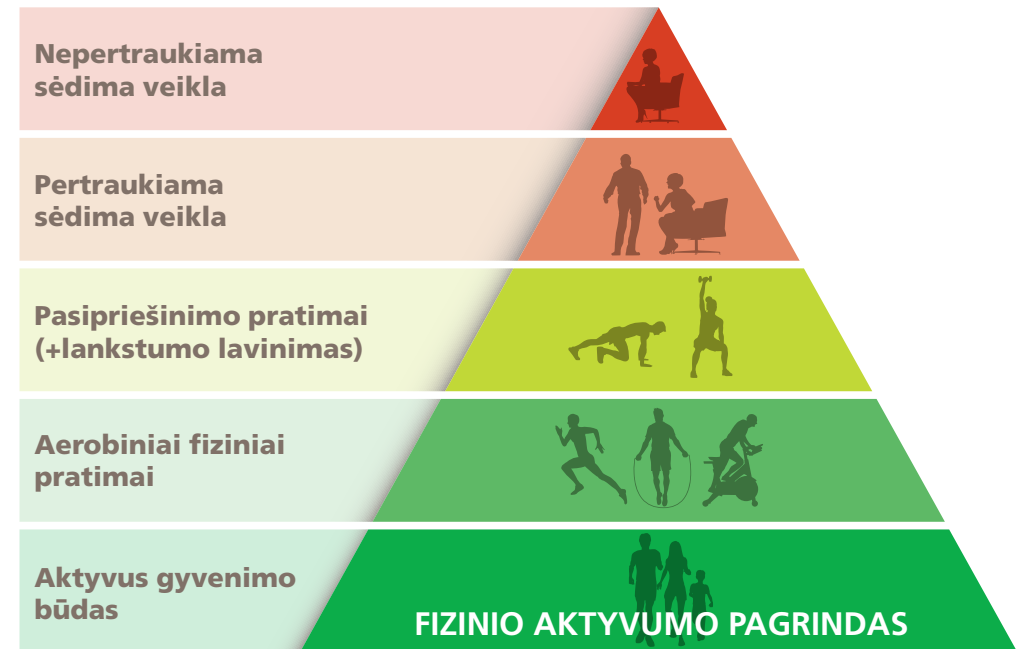 Nepertraukiama
sėdima veikla
Pertraukiama
sėdima veikla
Pasipriešinimo pratimai
(+lankstumo lavinimas)
Aerobiniai fiziniai
pratimai
Aktyvus gyvenimo
būdas
FIZINIO AKTYVUMO PAGRINDAS